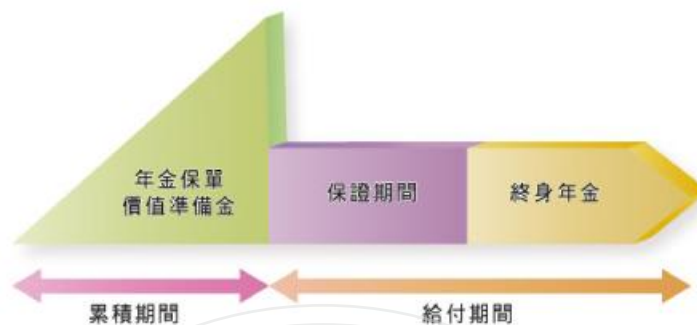 年金保單
價值準備金
保證期間
終身年金
累積期間
給付期間